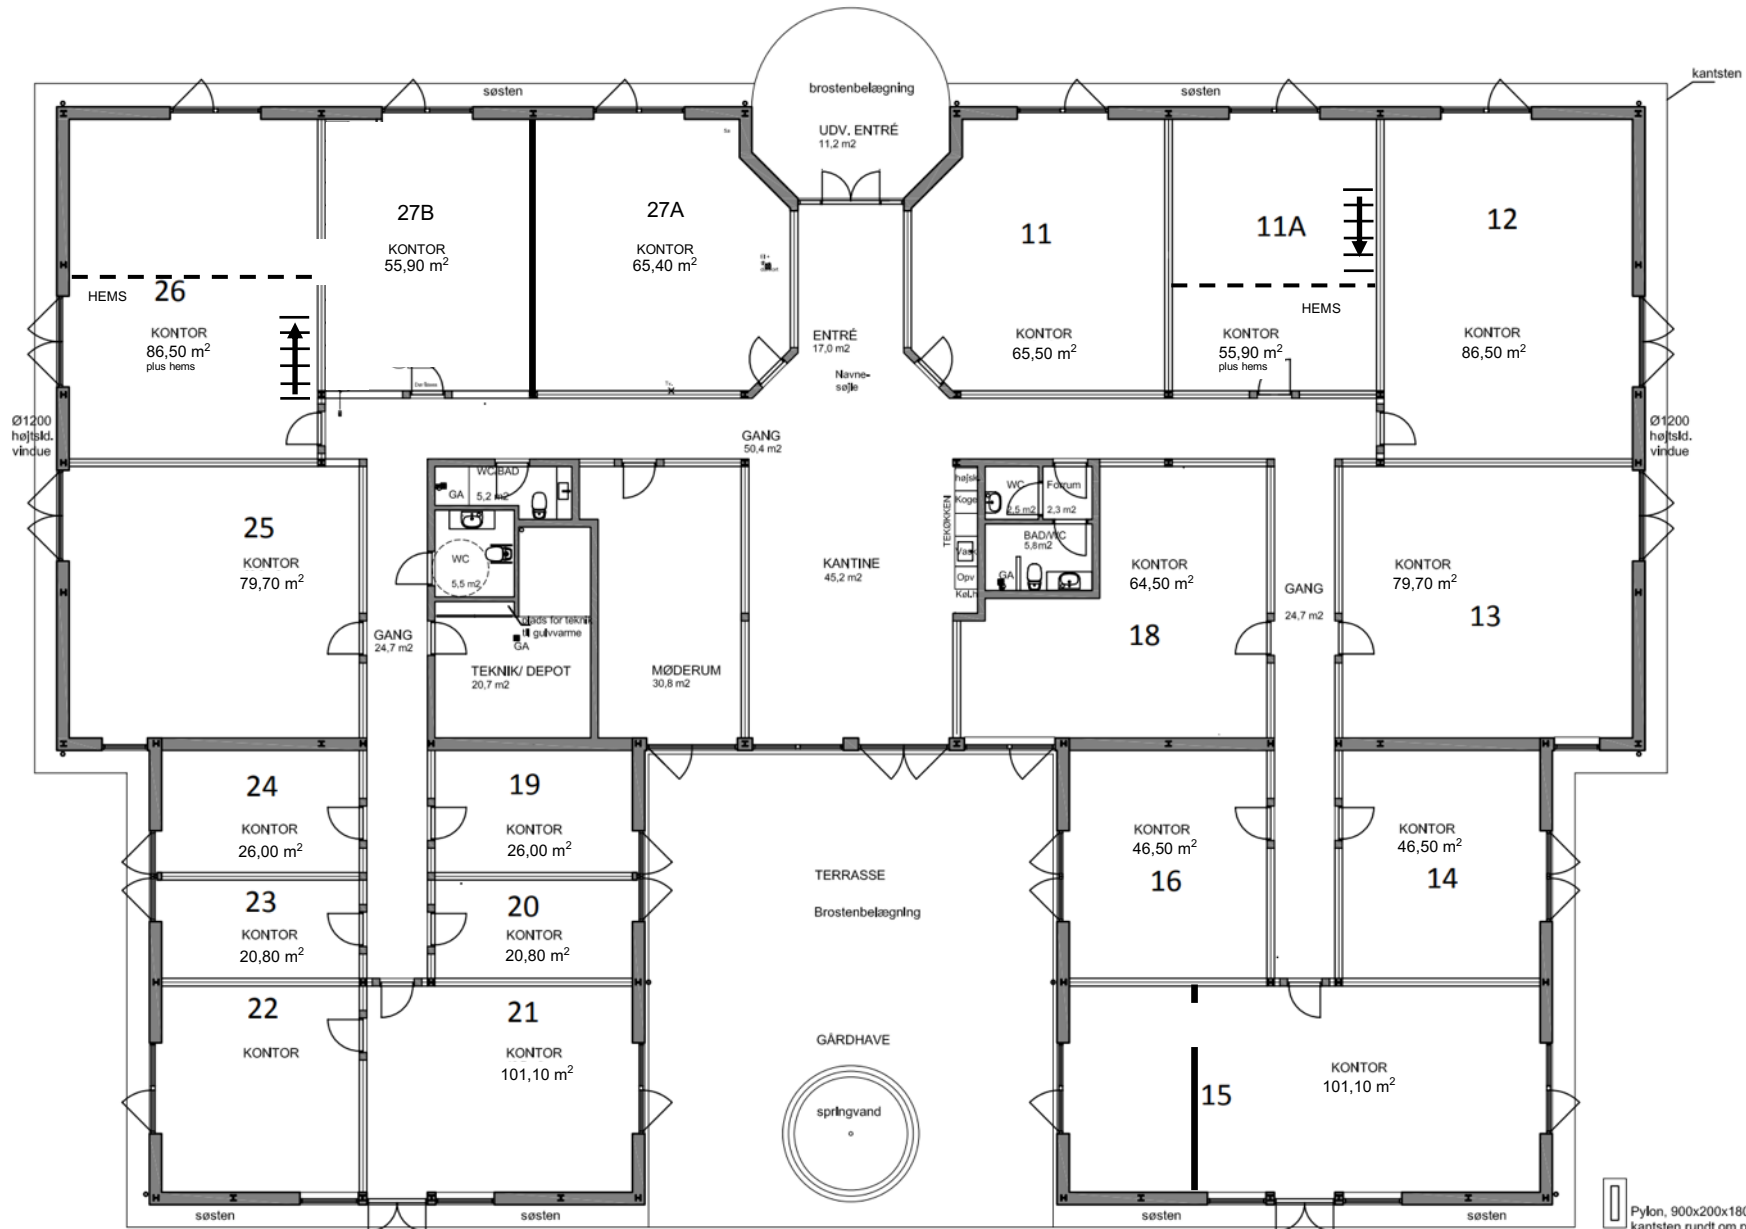 kantsten
søsten
brostenbelægning
søsten
UDV. ENTRÉ
11,2 m2
27B
KONTOR
55,90 m²
27A
KONTOR
65,40 m²
11
KONTOR
65,50 m²
11A
HEMS
KONTOR
55,90 m²
plus hems
12
KONTOR
86,50 m²
HEMS
26
KONTOR
86,50 m²
plus hems
ENTRÉ
17,0 m2
Navne-
søjle
Ø1200
højtsid.
vindue
GANG
50,4 m2
Ø1200
højtsid.
vindue
WC/BAD
GA
5,2 m2
WC
5,5 m2
plads for teknik
til gulvvarme
GA
TEKNIK/ DEPOT
20,7 m2
25
KONTOR
79,70 m²
GANG
24,7 m2
MØDERUM
30,8 m2
KANTINE
45,2 m2
TEKØKKEN
højsk
Koge
Vask
Opv
Køl.h
WC
2,5 m2
Forrum
2,3 m2
BAD/WC
5,8m2
GA
KONTOR
64,50 m²
18
GANG
24,7 m2
KONTOR
79,70 m²
13
24
KONTOR
26,00 m²
19
KONTOR
26,00 m²
KONTOR
46,50 m²
16
KONTOR
46,50 m²
14
23
KONTOR
20,80 m²
20
KONTOR
20,80 m²
TERRASSE
Brostenbelægning
22
KONTOR
21
KONTOR
101,10 m²
GÅRDHAVE
springvand
15
KONTOR
101,10 m²
søsten
søsten
søsten
søsten
Pylon, 900x200x180
kantsten rundt om